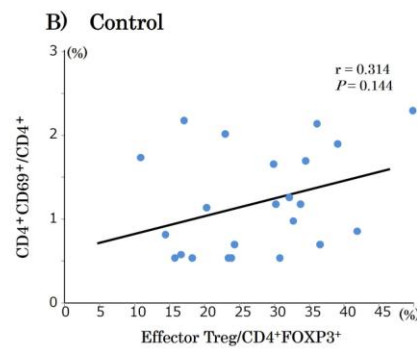 B) Control
3 (%)
r = 0.314
P = 0.144
2
1
0
CD4⁺CD69⁺/CD4⁺
0 5 10 15 20 25 30 35 40 45 (%)
Effector Treg/CD4⁺FOXP3⁺